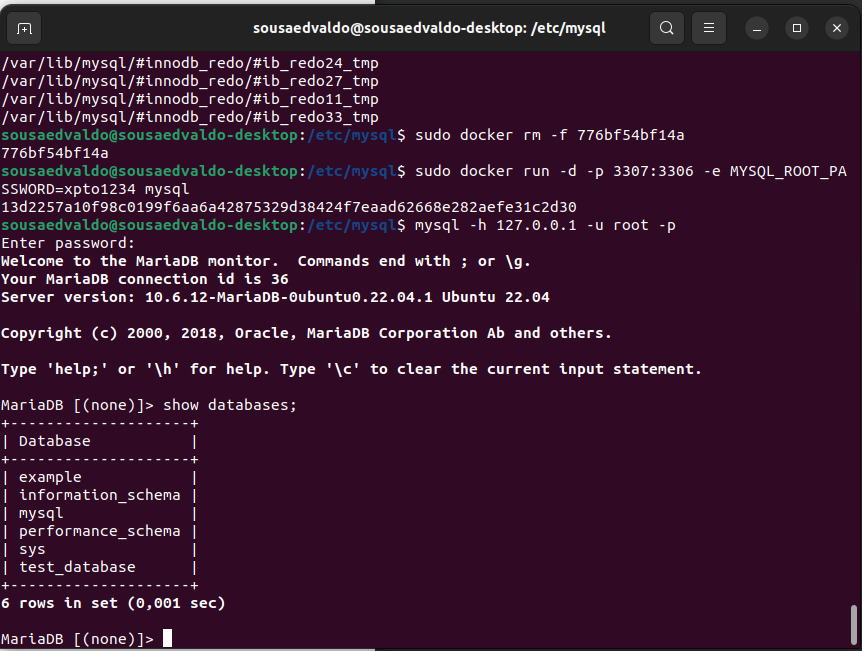 sousaedvaldo@sousaedvaldo-desktop: /etc/mysql
/var/lib/mysql/#innodb_redo/#ib_redo24_tmp
/var/lib/mysql/#innodb_redo/#ib_redo27_tmp
/var/lib/mysql/#innodb_redo/#ib_redo11_tmp
/var/lib/mysql/#innodb_redo/#ib_redo33_tmp
sousaedvaldo@sousaedvaldo-desktop:/etc/mysql$ sudo docker rm -f 776bf54bf14a
776bf54bf14a
sousaedvaldo@sousaedvaldo-desktop:/etc/mysql$ sudo docker run -d -p 3307:3306 -e MYSQL_ROOT_PA
SSWORD=xpto1234 mysql
13d2257a10f98c0199f6aa6a42875329d38424f7eaad62668e282aefe31c2d30
sousaedvaldo@sousaedvaldo-desktop:/etc/mysql$ mysql -h 127.0.0.1 -u root -p
Enter password:
Welcome to the MariaDB monitor.  Commands end with ; or \g.
Your MariaDB connection id is 36
Server version: 10.6.12-MariaDB-0ubuntu0.22.04.1 Ubuntu 22.04
Copyright (c) 2000, 2018, Oracle, MariaDB Corporation Ab and others.
Type 'help;' or '\h' for help. Type '\c' to clear the current input statement.
MariaDB [(none)]> show databases;
+--------------------+
| Database           |
+--------------------+
| example            |
| information_schema |
| mysql              |
| performance_schema |
| sys                |
| test_database      |
+--------------------+
6 rows in set (0,001 sec)
MariaDB [(none)]>